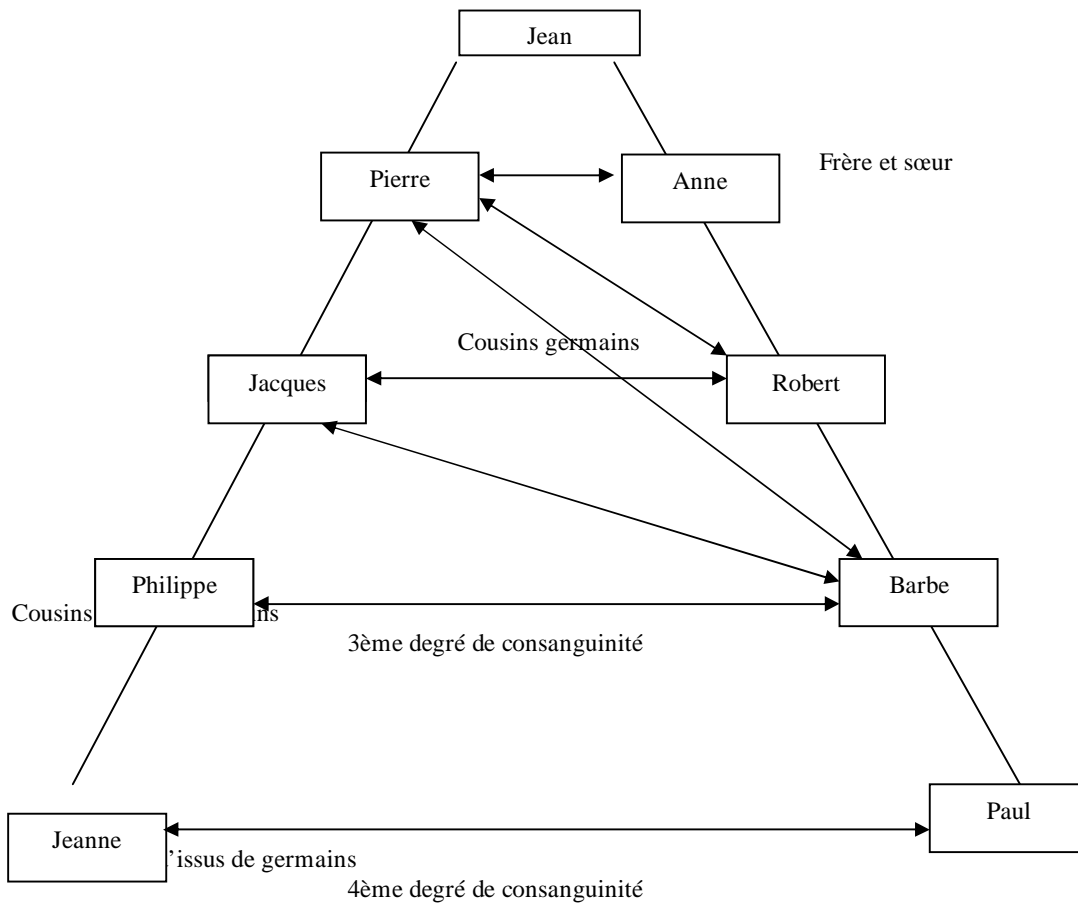 Jean
Pierre
Anne
Frère et sœur
Cousins germains
Jacques
Robert
Philippe
Barbe
Cousins
3ème degré de consanguinité
Paul
Jeanne
'issus de germains
4ème degré de consanguinité